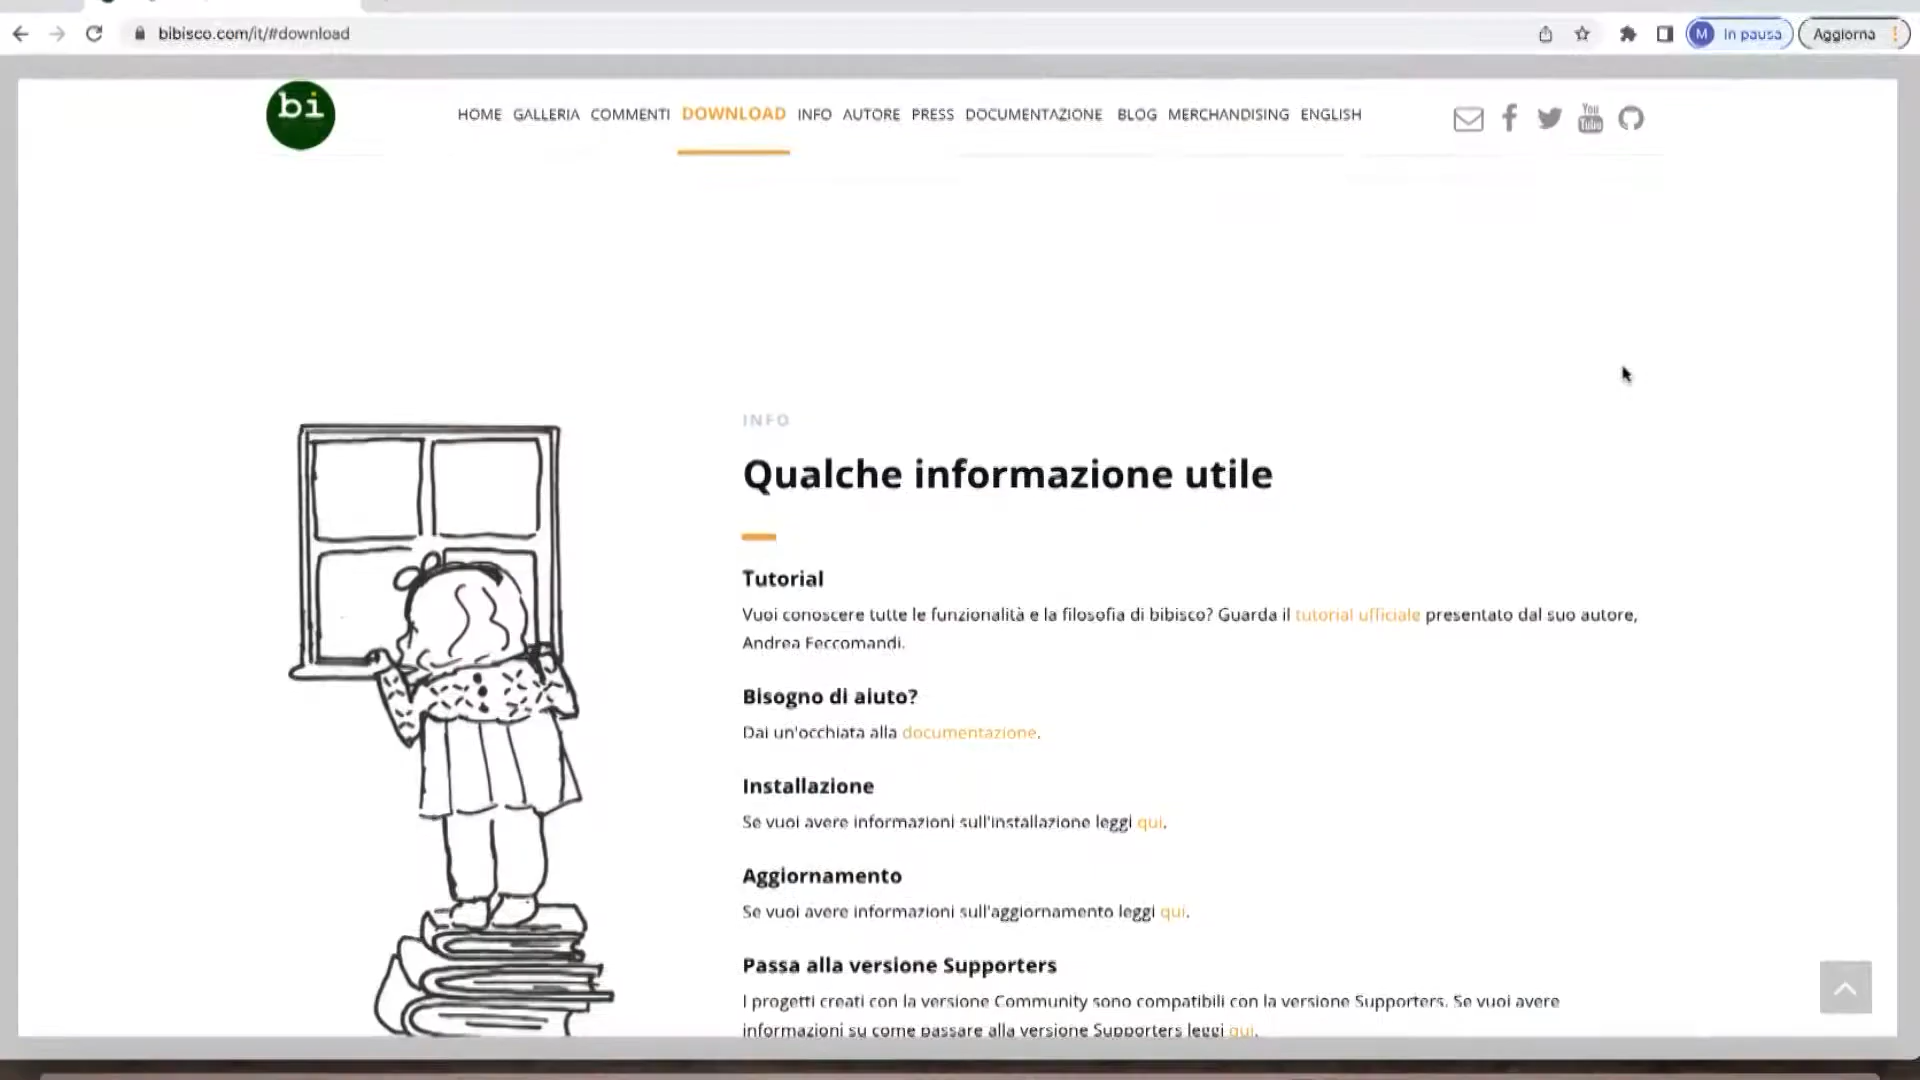 bibisco.com/it/#download
M In pausa
Aggiorna
bi
HOME GALLERIA COMMENTI DOWNLOAD INFO AUTORE PRESS DOCUMENTAZIONE BLOG MERCHANDISING ENGLISH
You Tube
INFO
Qualche informazione utile
Tutorial
Vuoi conoscere tutte le funzionalità e la filosofia di bibisco? Guarda il tutorial ufficiale presentato dal suo autore,
Andrea Feccomandi.
Bisogno di aiuto?
Dai un'occhiata alla documentazione.
Installazione
Se vuoi avere informazioni sull'installazione leggi qui.
Aggiornamento
Se vuoi avere informazioni sull'aggiornamento leggi qui.
Passa alla versione Supporters
I progetti creati con la versione Community sono compatibili con la versione Supporters. Se vuoi avere
informazioni su come passare alla versione Supporters leggi qui.